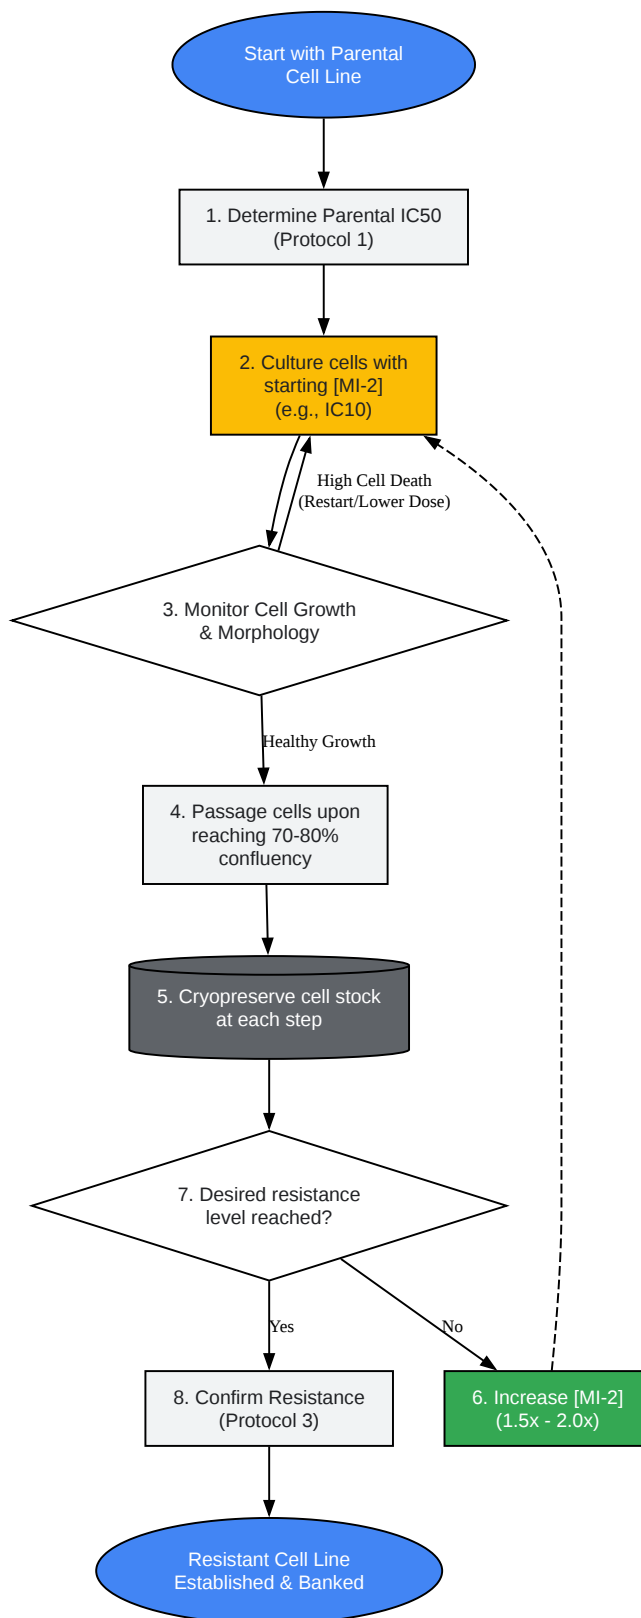 Start with Parental
Cell Line
1. Determine Parental IC50
(Protocol 1)
2. Culture cells with
starting [MI-2]
(e.g., IC10)
High Cell Death
(Restart/Lower Dose)
3. Monitor Cell Growth
& Morphology
Healthy Growth
4. Passage cells upon
reaching 70-80%
confluency
5. Cryopreserve cell stock
at each step
7. Desired resistance
level reached?
Yes
No
8. Confirm Resistance
(Protocol 3)
6. Increase [MI-2]
(1.5x - 2.0x)
Resistant Cell Line
Established & Banked